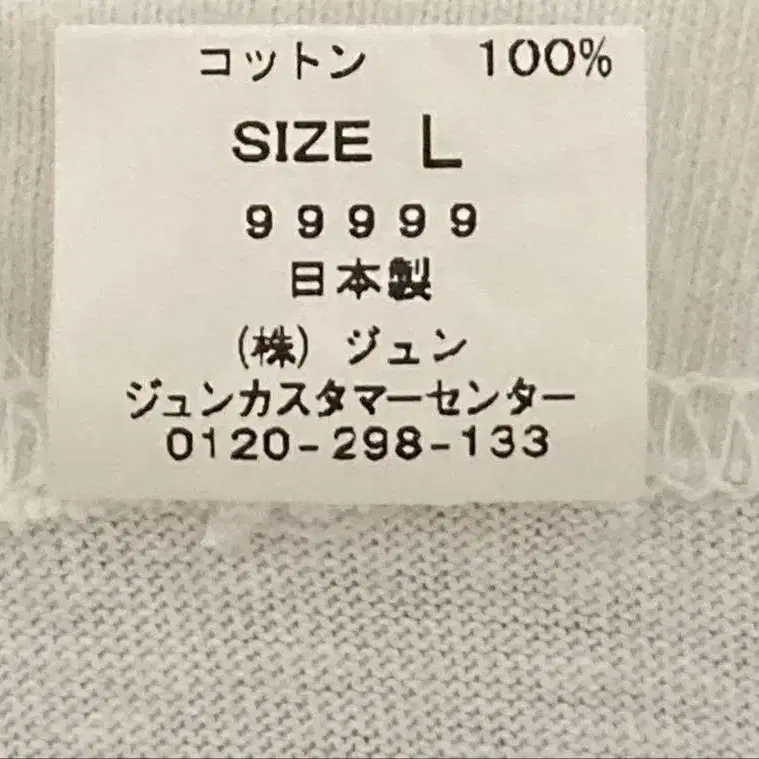 コットン 100%
SIZE L
99999
日本製
(株) ジュン
ジュンカスタマーセンター
0120-298-133